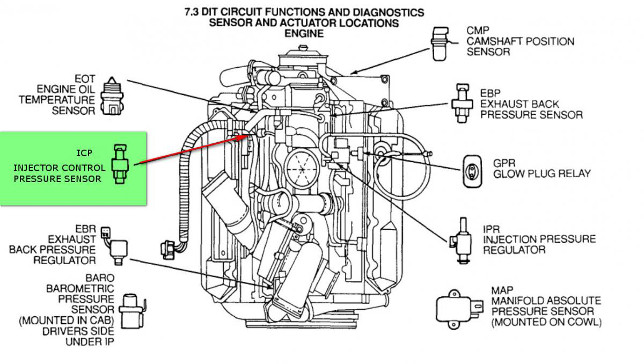 7.3 DIT CIRCUIT FUNCTIONS AND DIAGNOSTICS
SENSOR AND ACTUATOR LOCATIONS
ENGINE
EOT
ENGINE OIL
TEMPERATURE
SENSOR
ICP
INJECTOR CONTROL
PRESSURE SENSOR
EBR
EXHAUST
BACK PRESSURE
REGULATOR
BARO
BAROMETRIC
PRESSURE
SENSOR
(MOUNTED IN CAB)
DRIVERS SIDE
UNDER IP
CMP
CAMSHAFT POSITION
SENSOR
EBP
EXHAUST BACK
PRESSURE SENSOR
GPR
GLOW PLUG RELAY
IPR
INJECTION PRESSURE
REGULATOR
MAP
MANIFOLD ABSOLUTE
PRESSURE SENSOR
(MOUNTED ON COWL)